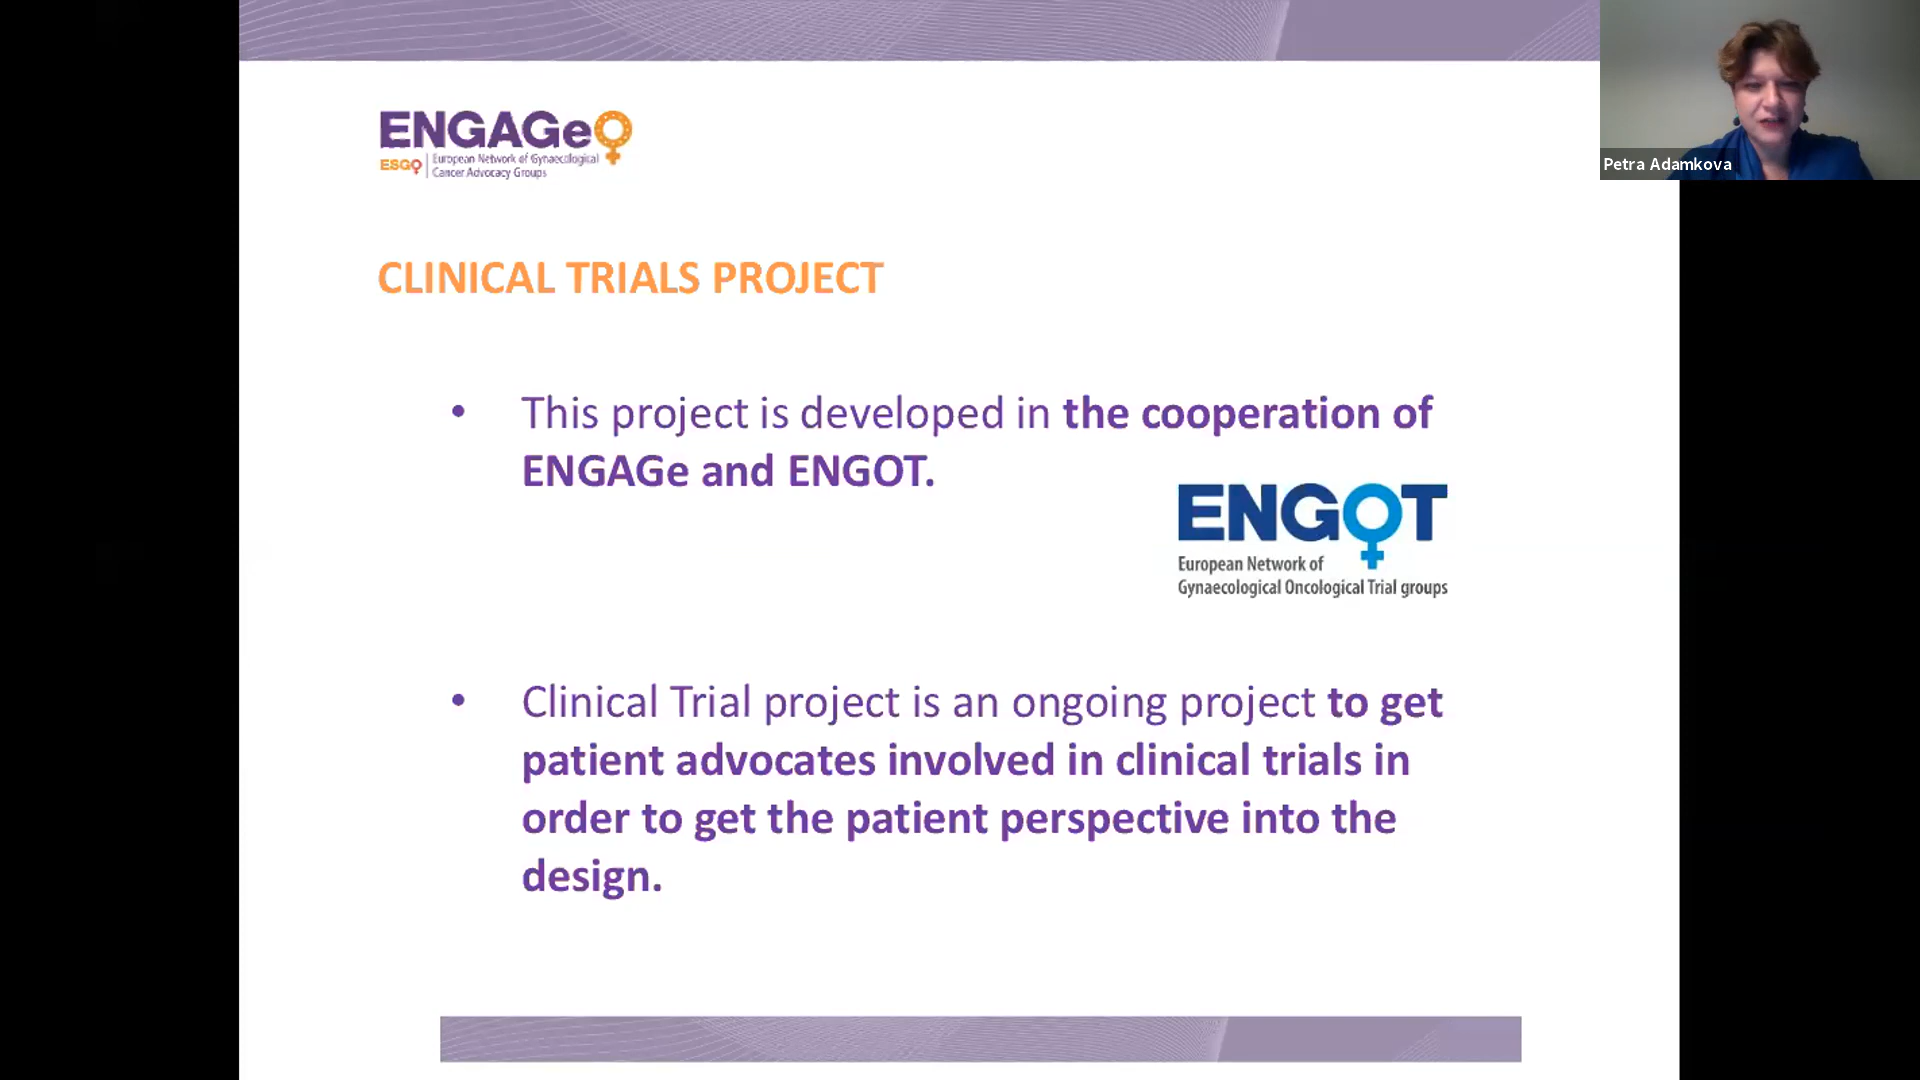 ENGAGe
ESGO
European Network of Gynaecological
Cancer Advocacy Groups
Petra Adamkova
CLINICAL TRIALS PROJECT
• This project is developed in the cooperation of
ENGAGe and ENGOT.
ENGOT
European Network of
Gynaecological Oncological Trial groups
• Clinical Trial project is an ongoing project to get
patient advocates involved in clinical trials in
order to get the patient perspective into the
design.